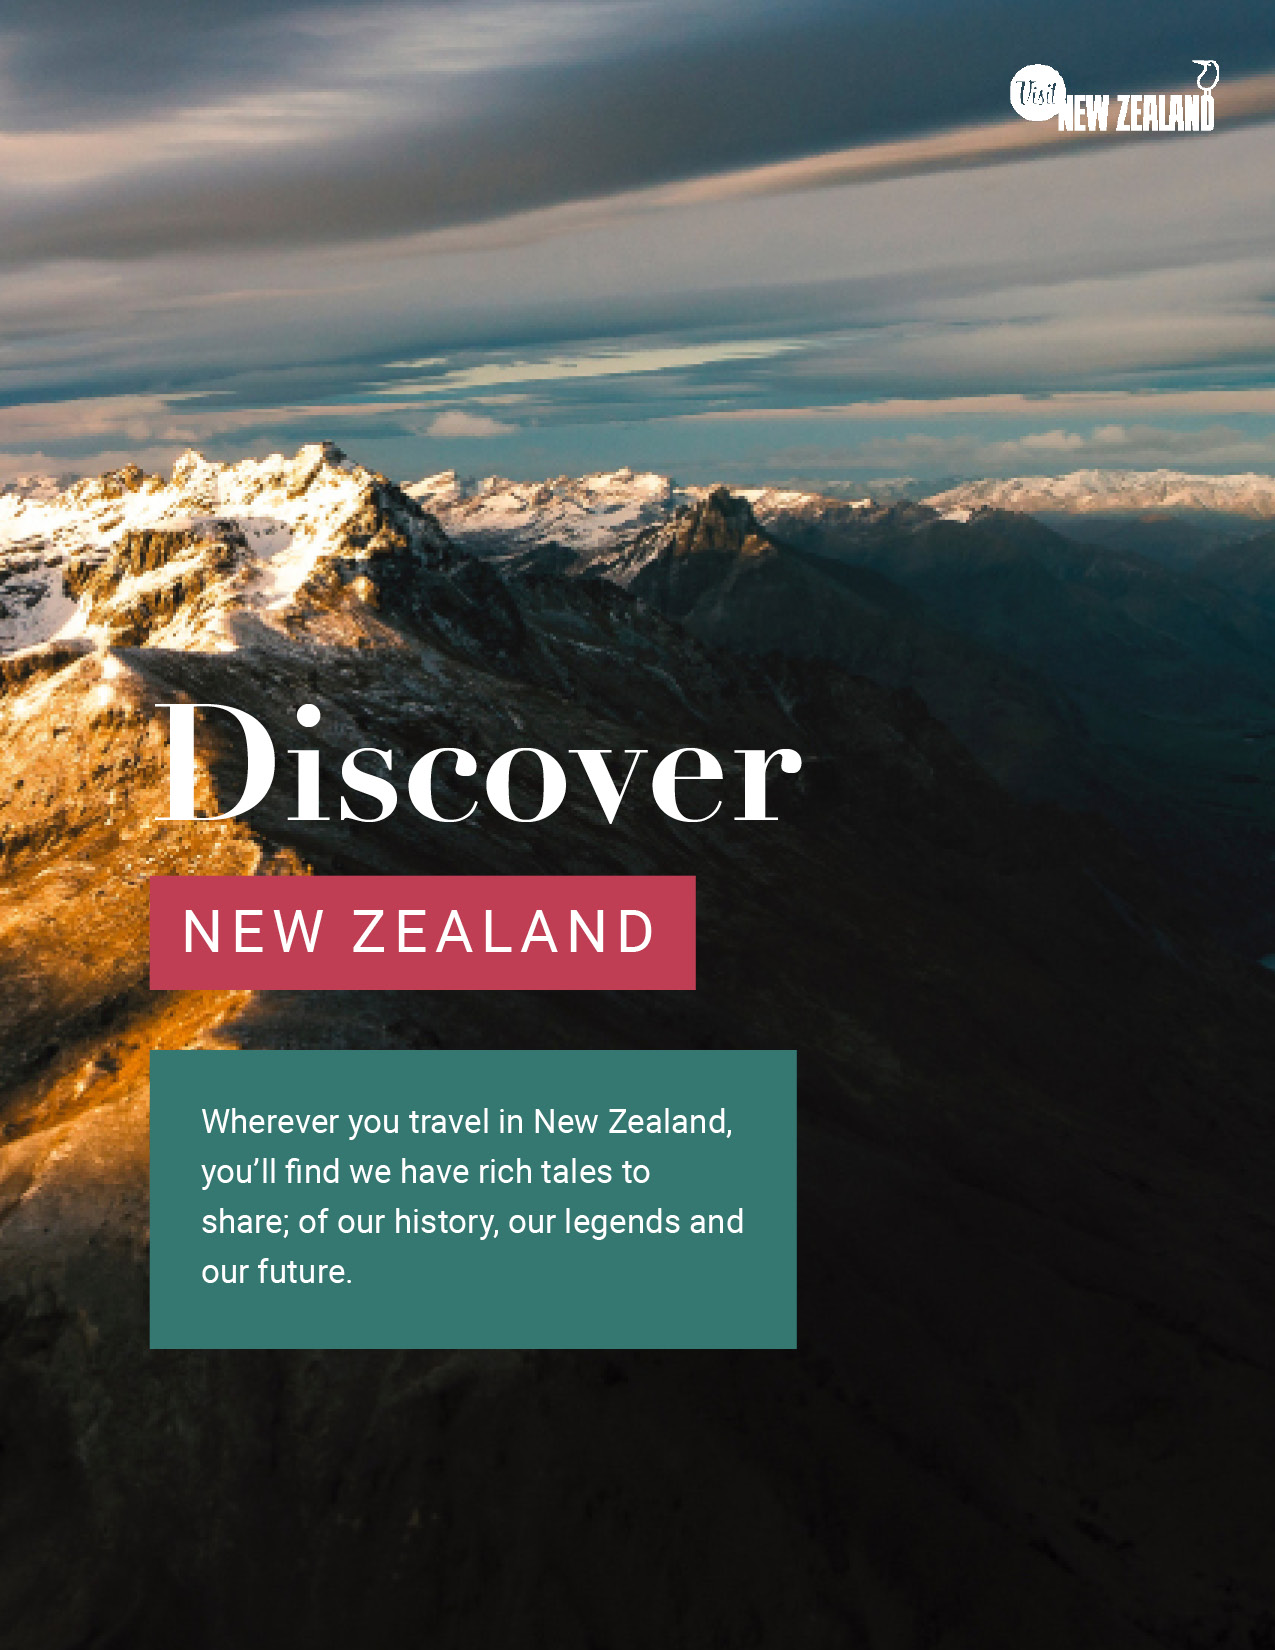 Visit
NEW ZEALAND
Discover
NEW ZEALAND
Wherever you travel in New Zealand,
you’ll find we have rich tales to
share; of our history, our legends and
our future.